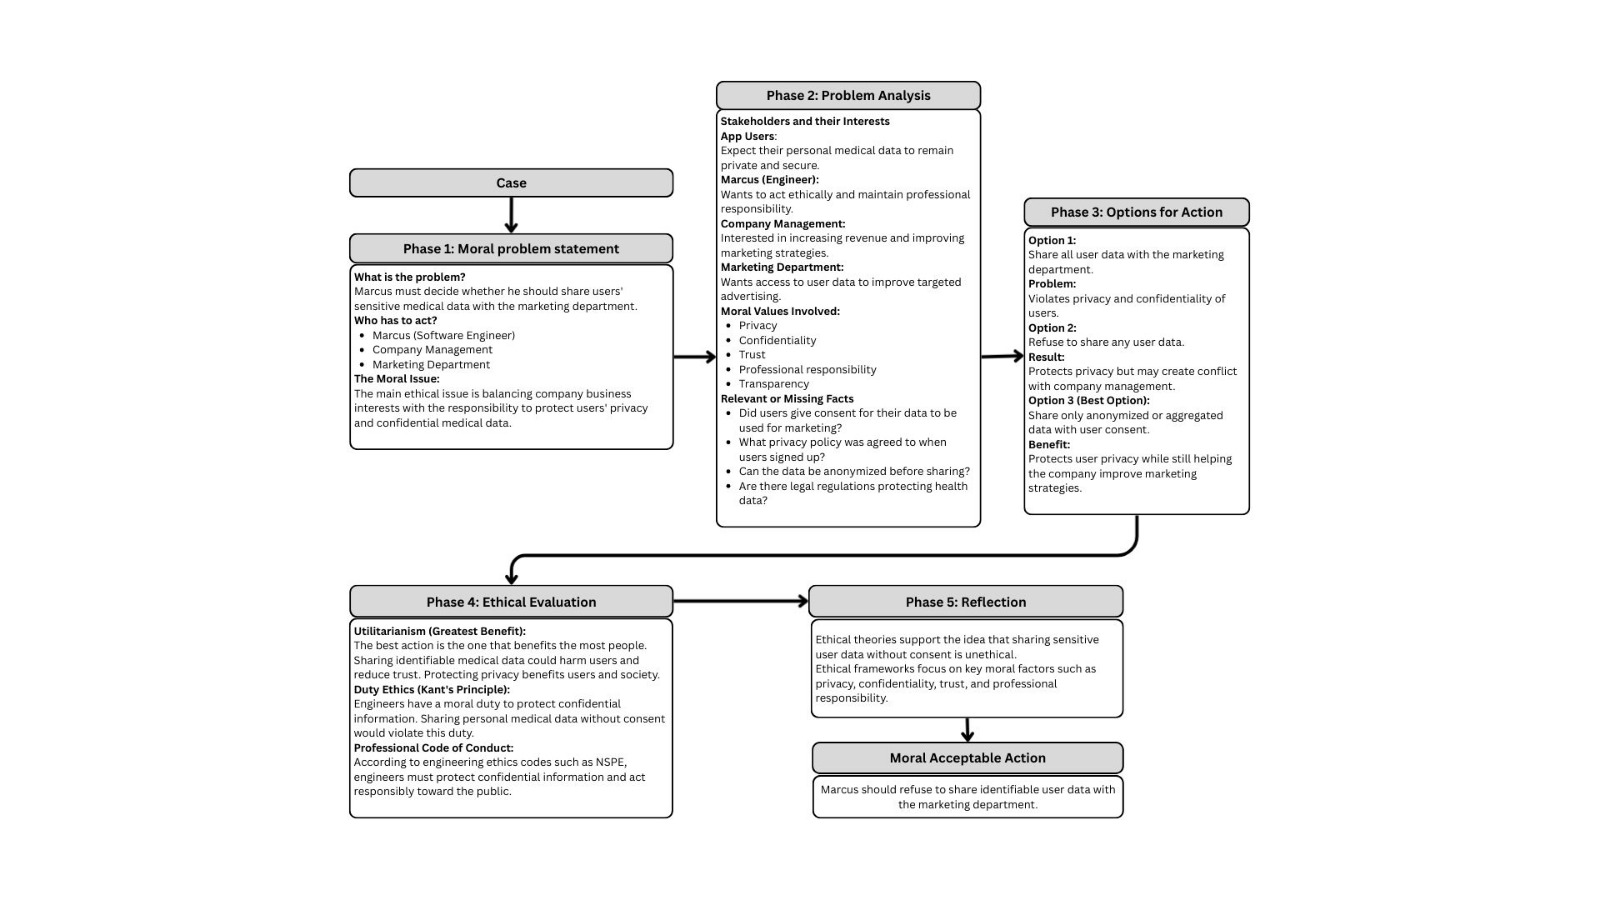 Case
Phase 1: Moral problem statement
What is the problem?
Marcus must decide whether he should share users'
sensitive medical data with the marketing department.
Who has to act?
• Marcus (Software Engineer)
• Company Management
• Marketing Department
The Moral Issue:
The main ethical issue is balancing company business
interests with the responsibility to protect users' privacy
and confidential medical data.
Phase 2: Problem Analysis
Stakeholders and their Interests
App Users:
Expect their personal medical data to remain
private and secure.
Marcus (Engineer):
Wants to act ethically and maintain professional
responsibility.
Company Management:
Interested in increasing revenue and improving
marketing strategies.
Marketing Department:
Wants access to user data to improve targeted
advertising.
Moral Values Involved:
• Privacy
• Confidentiality
• Trust
• Professional responsibility
• Transparency
Relevant or Missing Facts
• Did users give consent for their data to be
used for marketing?
• What privacy policy was agreed to when
users signed up?
• Can the data be anonymized before sharing?
• Are there legal regulations protecting health
data?
Phase 3: Options for Action
Option 1:
Share all user data with the marketing
department.
Problem:
Violates privacy and confidentiality of
users.
Option 2:
Refuse to share any user data.
Result:
Protects privacy but may create conflict
with company management.
Option 3 (Best Option):
Share only anonymized or aggregated
data with user consent.
Benefit:
Protects user privacy while still helping
the company improve marketing
strategies.
Phase 4: Ethical Evaluation
Utilitarianism (Greatest Benefit):
The best action is the one that benefits the most people.
Sharing identifiable medical data could harm users and
reduce trust. Protecting privacy benefits users and society.
Duty Ethics (Kant's Principle):
Engineers have a moral duty to protect confidential
information. Sharing personal medical data without consent
would violate this duty.
Professional Code of Conduct:
According to engineering ethics codes such as NSPE,
engineers must protect confidential information and act
responsibly toward the public.
Phase 5: Reflection
Ethical theories support the idea that sharing sensitive
user data without consent is unethical.
Ethical frameworks focus on key moral factors such as
privacy, confidentiality, trust, and professional
responsibility.
Moral Acceptable Action
Marcus should refuse to share identifiable user data with
the marketing department.